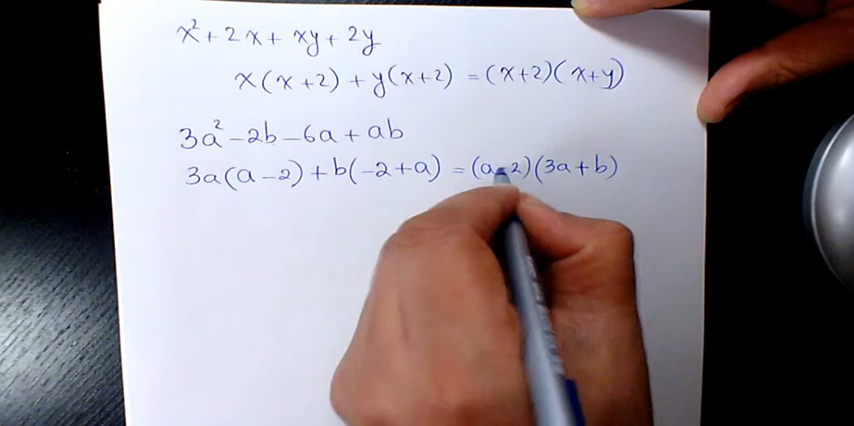 x² + 2x + xy + 2y
x(x+2) + y(x+2) = (x+2)(x+y)
3a² - 2b - 6a + ab
3a(a-2) + b(-2+a) = (a-2)(3a+b)